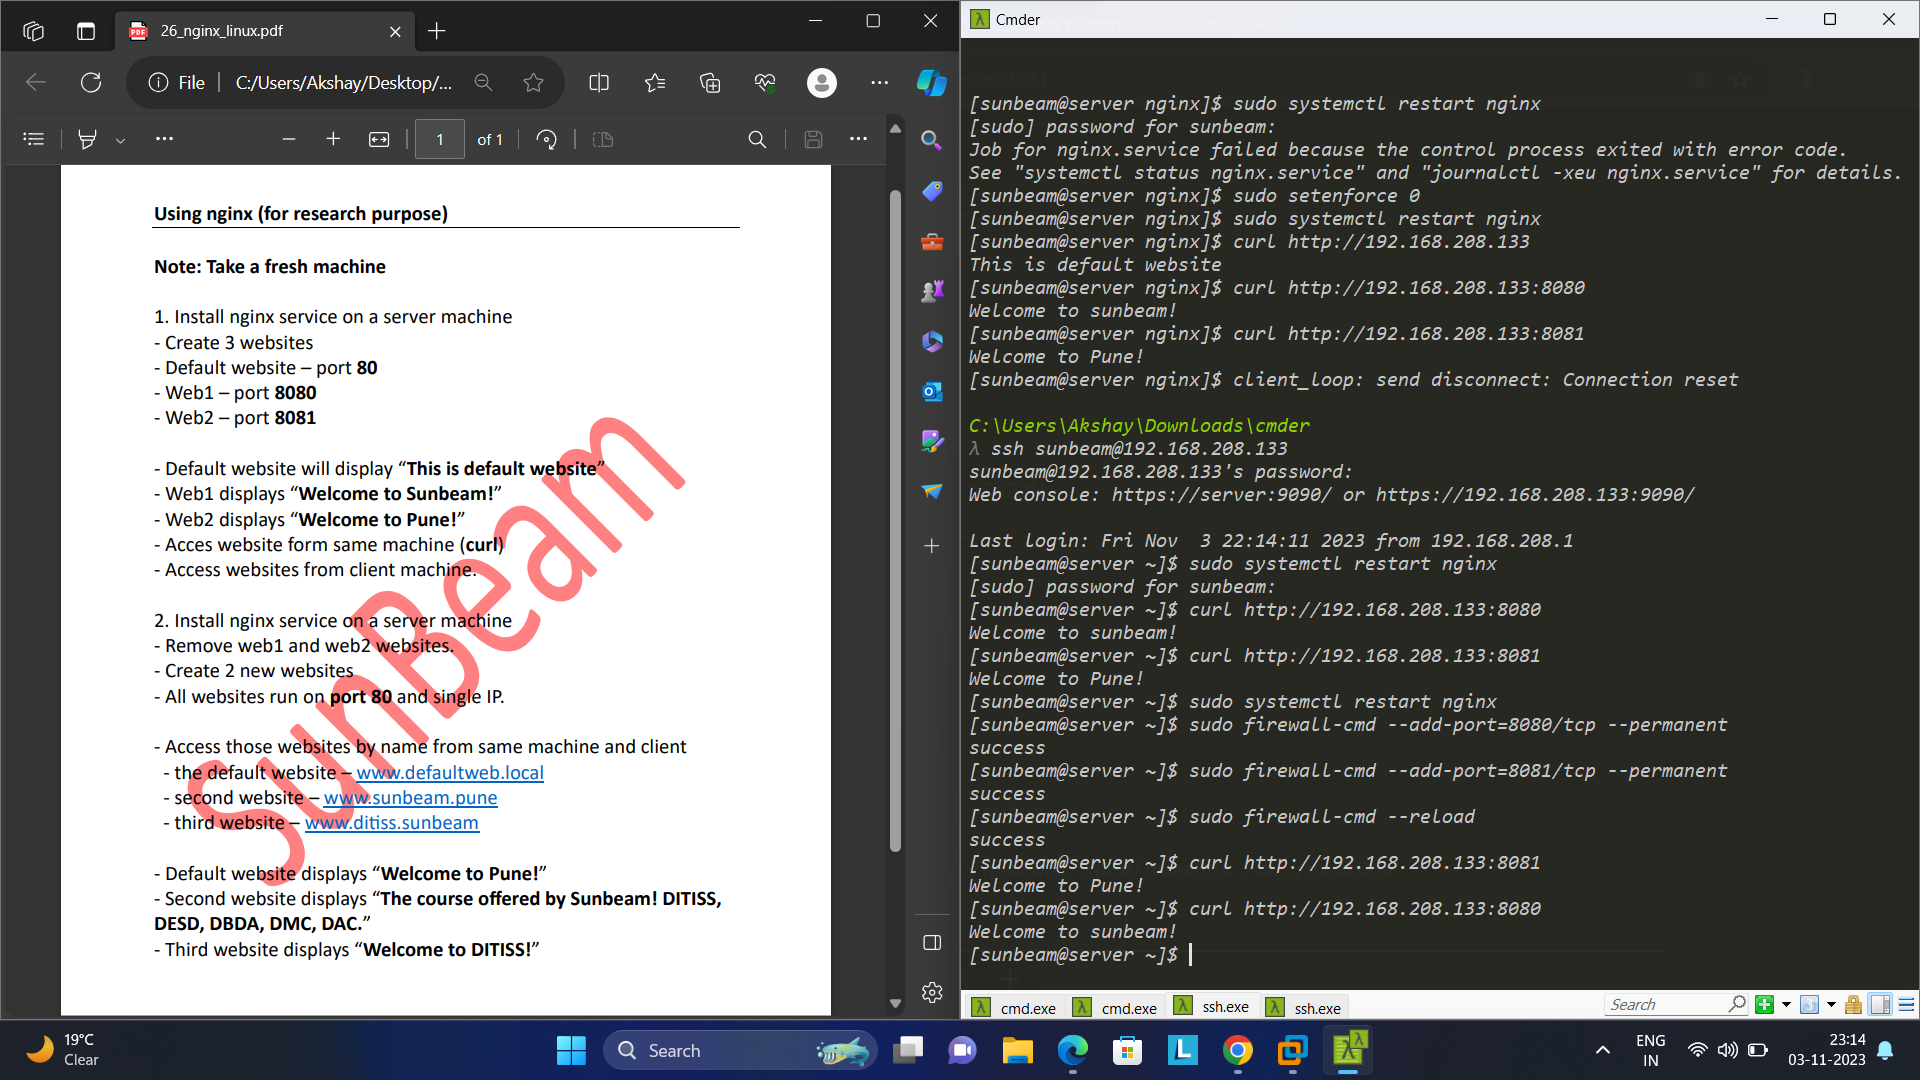 26_nginx_linux.pdf
File
C:/Users/Akshay/Desktop/...
1
of 1
Using nginx (for research purpose)
Note: Take a fresh machine
1. Install nginx service on a server machine
- Create 3 websites
- Default website – port 80
- Web1 – port 8080
- Web2 – port 8081
- Default website will display “This is default website”
- Web1 displays “Welcome to Sunbeam!”
- Web2 displays “Welcome to Pune!”
- Acces website form same machine (curl)
- Access websites from client machine.
2. Install nginx service on a server machine
- Remove web1 and web2 websites.
- Create 2 new websites
- All websites run on port 80 and single IP.
- Access those websites by name from same machine and client
- the default website – www.defaultweb.local
- second website – www.sunbeam.pune
- third website – www.ditiss.sunbeam
- Default website displays “Welcome to Pune!”
- Second website displays “The course offered by Sunbeam! DITISS,
DESD, DBDA, DMC, DAC.”
- Third website displays “Welcome to DITISS!”
SunBeam
Cmder
[sunbeam@server nginx]$ sudo systemctl restart nginx
[sudo] password for sunbeam:
Job for nginx.service failed because the control process exited with error code.
See "systemctl status nginx.service" and "journalctl -xeu nginx.service" for details.
[sunbeam@server nginx]$ sudo setenforce 0
[sunbeam@server nginx]$ sudo systemctl restart nginx
[sunbeam@server nginx]$ curl http://192.168.208.133
This is default website
[sunbeam@server nginx]$ curl http://192.168.208.133:8080
Welcome to sunbeam!
[sunbeam@server nginx]$ curl http://192.168.208.133:8081
Welcome to Pune!
[sunbeam@server nginx]$ client_loop: send disconnect: Connection reset
C:\Users\Akshay\Downloads\cmder
λ ssh sunbeam@192.168.208.133
sunbeam@192.168.208.133's password:
Web console: https://server:9090/ or https://192.168.208.133:9090/
Last login: Fri Nov  3 22:14:11 2023 from 192.168.208.1
[sunbeam@server ~]$ sudo systemctl restart nginx
[sudo] password for sunbeam:
[sunbeam@server ~]$ curl http://192.168.208.133:8080
Welcome to sunbeam!
[sunbeam@server ~]$ curl http://192.168.208.133:8081
Welcome to Pune!
[sunbeam@server ~]$ sudo systemctl restart nginx
[sunbeam@server ~]$ sudo firewall-cmd --add-port=8080/tcp --permanent
success
[sunbeam@server ~]$ sudo firewall-cmd --add-port=8081/tcp --permanent
success
[sunbeam@server ~]$ sudo firewall-cmd --reload
success
[sunbeam@server ~]$ curl http://192.168.208.133:8081
Welcome to Pune!
[sunbeam@server ~]$ curl http://192.168.208.133:8080
Welcome to sunbeam!
[sunbeam@server ~]$
cmd.exe
cmd.exe
ssh.exe
ssh.exe
Search
19°C
Clear
Search
ENG
IN
23:14
03-11-2023